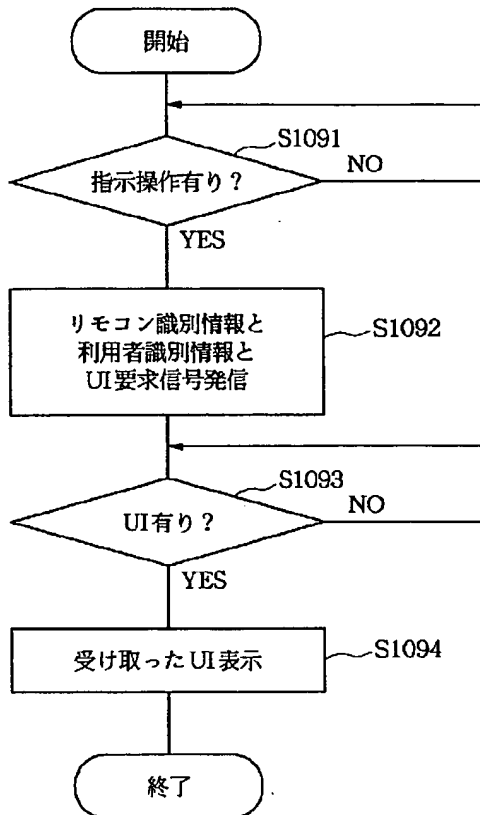 開始
S1091
指示操作有り？
NO
YES
リモコン識別情報と
利用者識別情報と
UI要求信号発信
S1092
S1093
UI有り？
NO
YES
受け取ったUI表示
S1094
終了